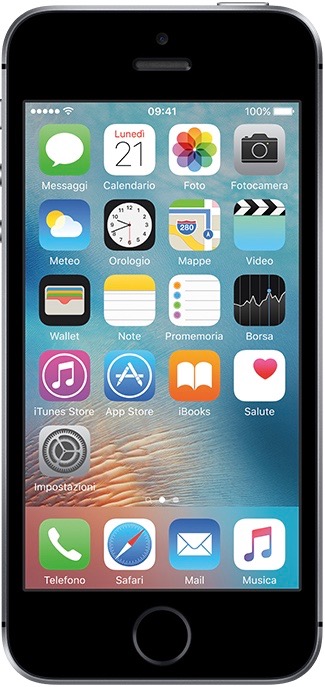 09:41 100%
Lunedì
21
280
Messaggi Calendario Foto Fotocamera
Meteo Orologio Mappe Video
Wallet Note Promemoria Borsa
iTunes Store App Store iBooks Salute
Impostazioni
Telefono Safari Mail Musica